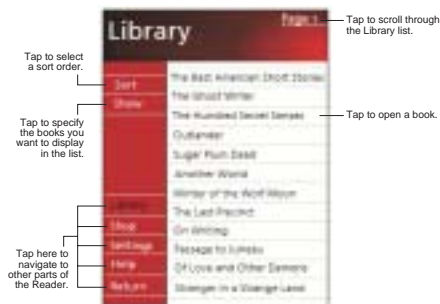 Library
Page 1
Tap to scroll through
the Library list.
Tap to select
a sort order.
Sort
Show
Tap to specify
the books you
want to display
in the list.
The Best American Short Stories
The Ghost Writer
The Hundred Secret Senses
Tap to open a book.
Outlander
Sugar Plum Dead
Another World
Winter of the Wolf Moon
The Last Precinct
On Writing
Passage to Juneau
Of Love and Other Demons
Stranger in a Strange Land
Library
Shop
Settings
Help
Return
Tap here to
navigate to
other parts of
the Reader.